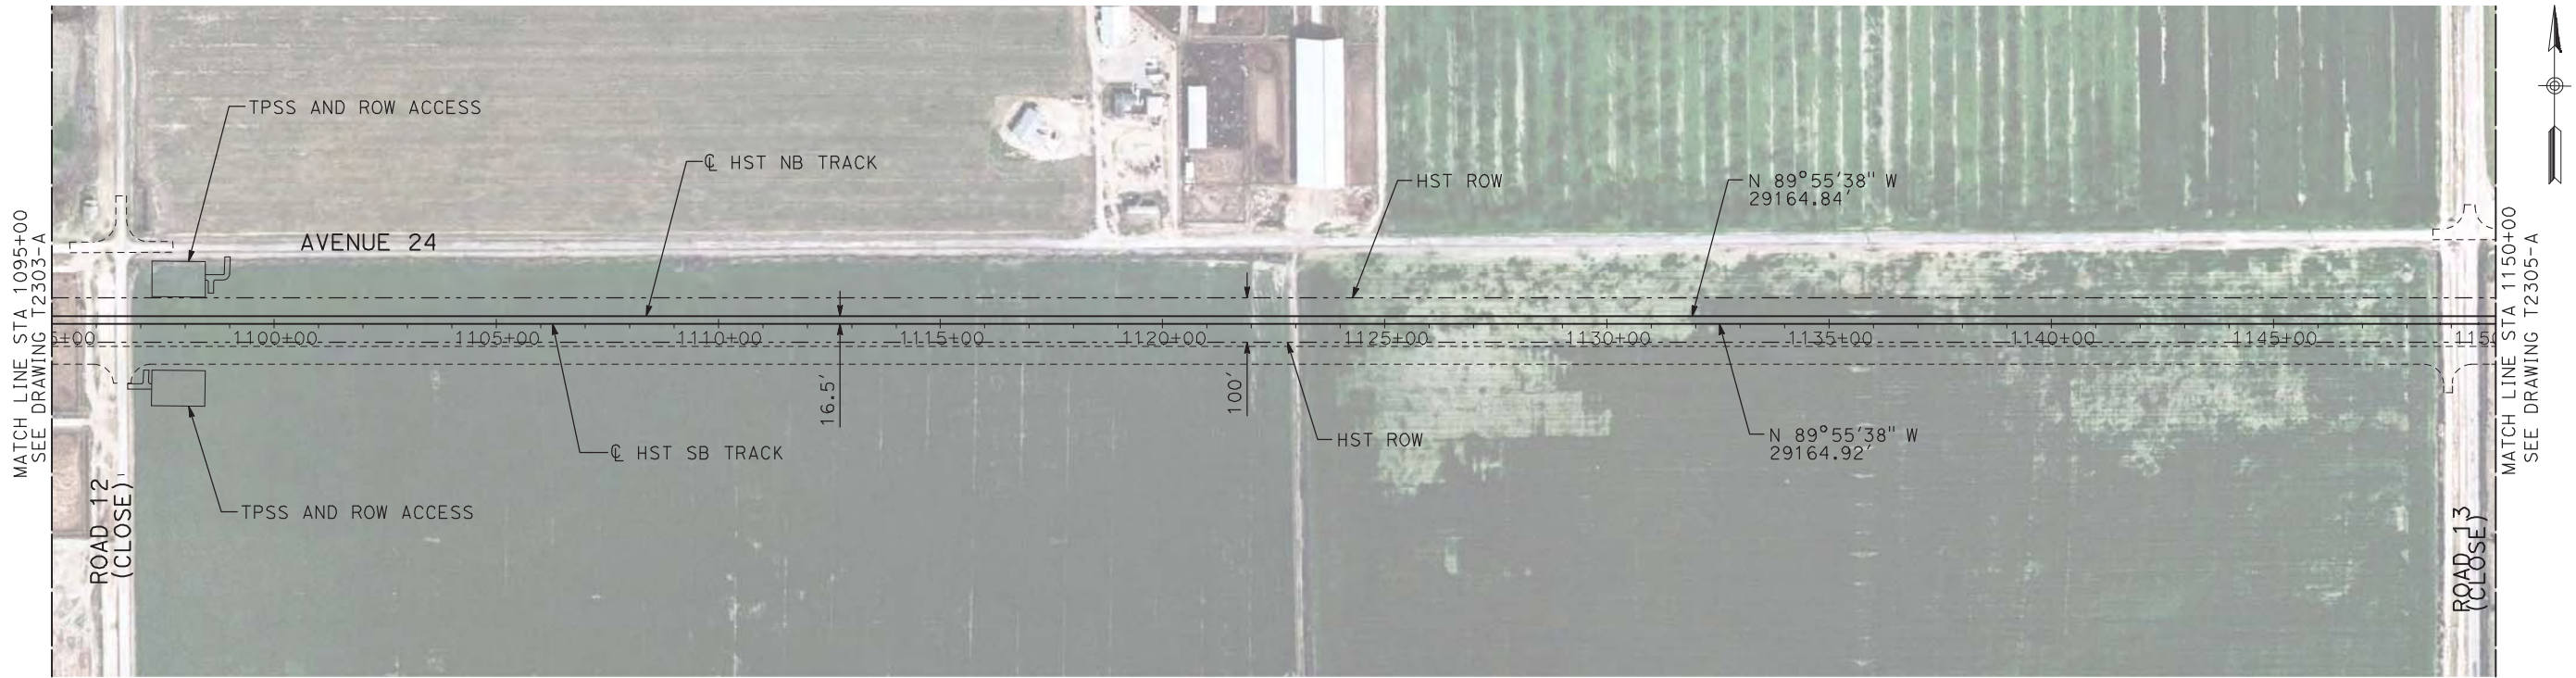 MATCH LINE STA 1095+00
SEE DRAWING T2303-A
TPSS AND ROW ACCESS
℄ HST NB TRACK
HST ROW
N 89°55'38" W
29164.84'
AVENUE 24
5+00
1100+00
1105+00
1110+00
1115+00
1120+00
1125+00
1130+00
1135+00
1140+00
1145+00
115
16.5'
100'
℄ HST SB TRACK
HST ROW
N 89°55'38" W
29164.92'
TPSS AND ROW ACCESS
ROAD 12
(CLOSE)
ROAD 13
(CLOSE)
MATCH LINE STA 1150+00
SEE DRAWING T2305-A